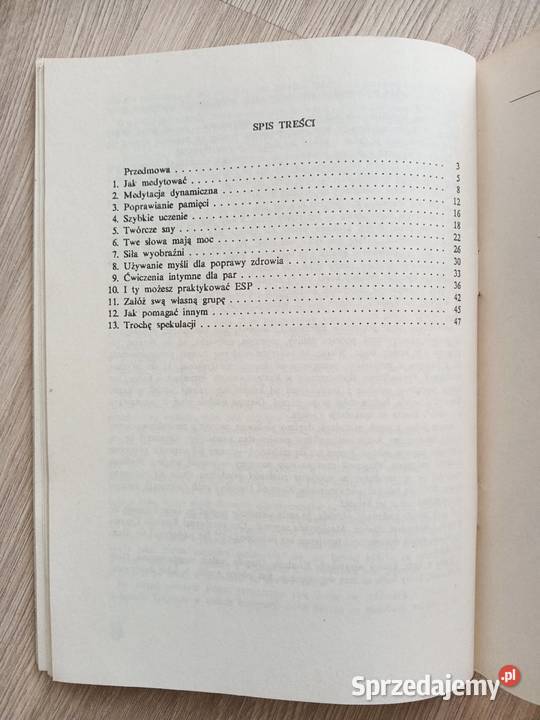 SPIS TREŚCI
Przedmowa . . . . . . . . . . . . . . . . . . . . . . . . . . . . . . 3
1. Jak medytować . . . . . . . . . . . . . . . . . . . . . . . . . . . . 5
2. Medytacja dynamiczna . . . . . . . . . . . . . . . . . . . . . . . . 8
3. Poprawianie pamięci . . . . . . . . . . . . . . . . . . . . . . . . . 12
4. Szybkie uczenie . . . . . . . . . . . . . . . . . . . . . . . . . . . 16
5. Twórcze sny . . . . . . . . . . . . . . . . . . . . . . . . . . . . . 18
6. Twe słowa mają moc . . . . . . . . . . . . . . . . . . . . . . . . . 22
7. Siła wyobraźni . . . . . . . . . . . . . . . . . . . . . . . . . . . . 26
8. Używanie myśli dla poprawy zdrowia . . . . . . . . . . . . . . . . 30
9. Ćwiczenia intymne dla par . . . . . . . . . . . . . . . . . . . . . . 33
10. I ty możesz praktykować ESP . . . . . . . . . . . . . . . . . . . . 36
11. Załóż swą własną grupę . . . . . . . . . . . . . . . . . . . . . . . 42
12. Jak pomagać innym . . . . . . . . . . . . . . . . . . . . . . . . . 45
13. Trochę spekulacji . . . . . . . . . . . . . . . . . . . . . . . . . . 47
Sprzedajemy.pl